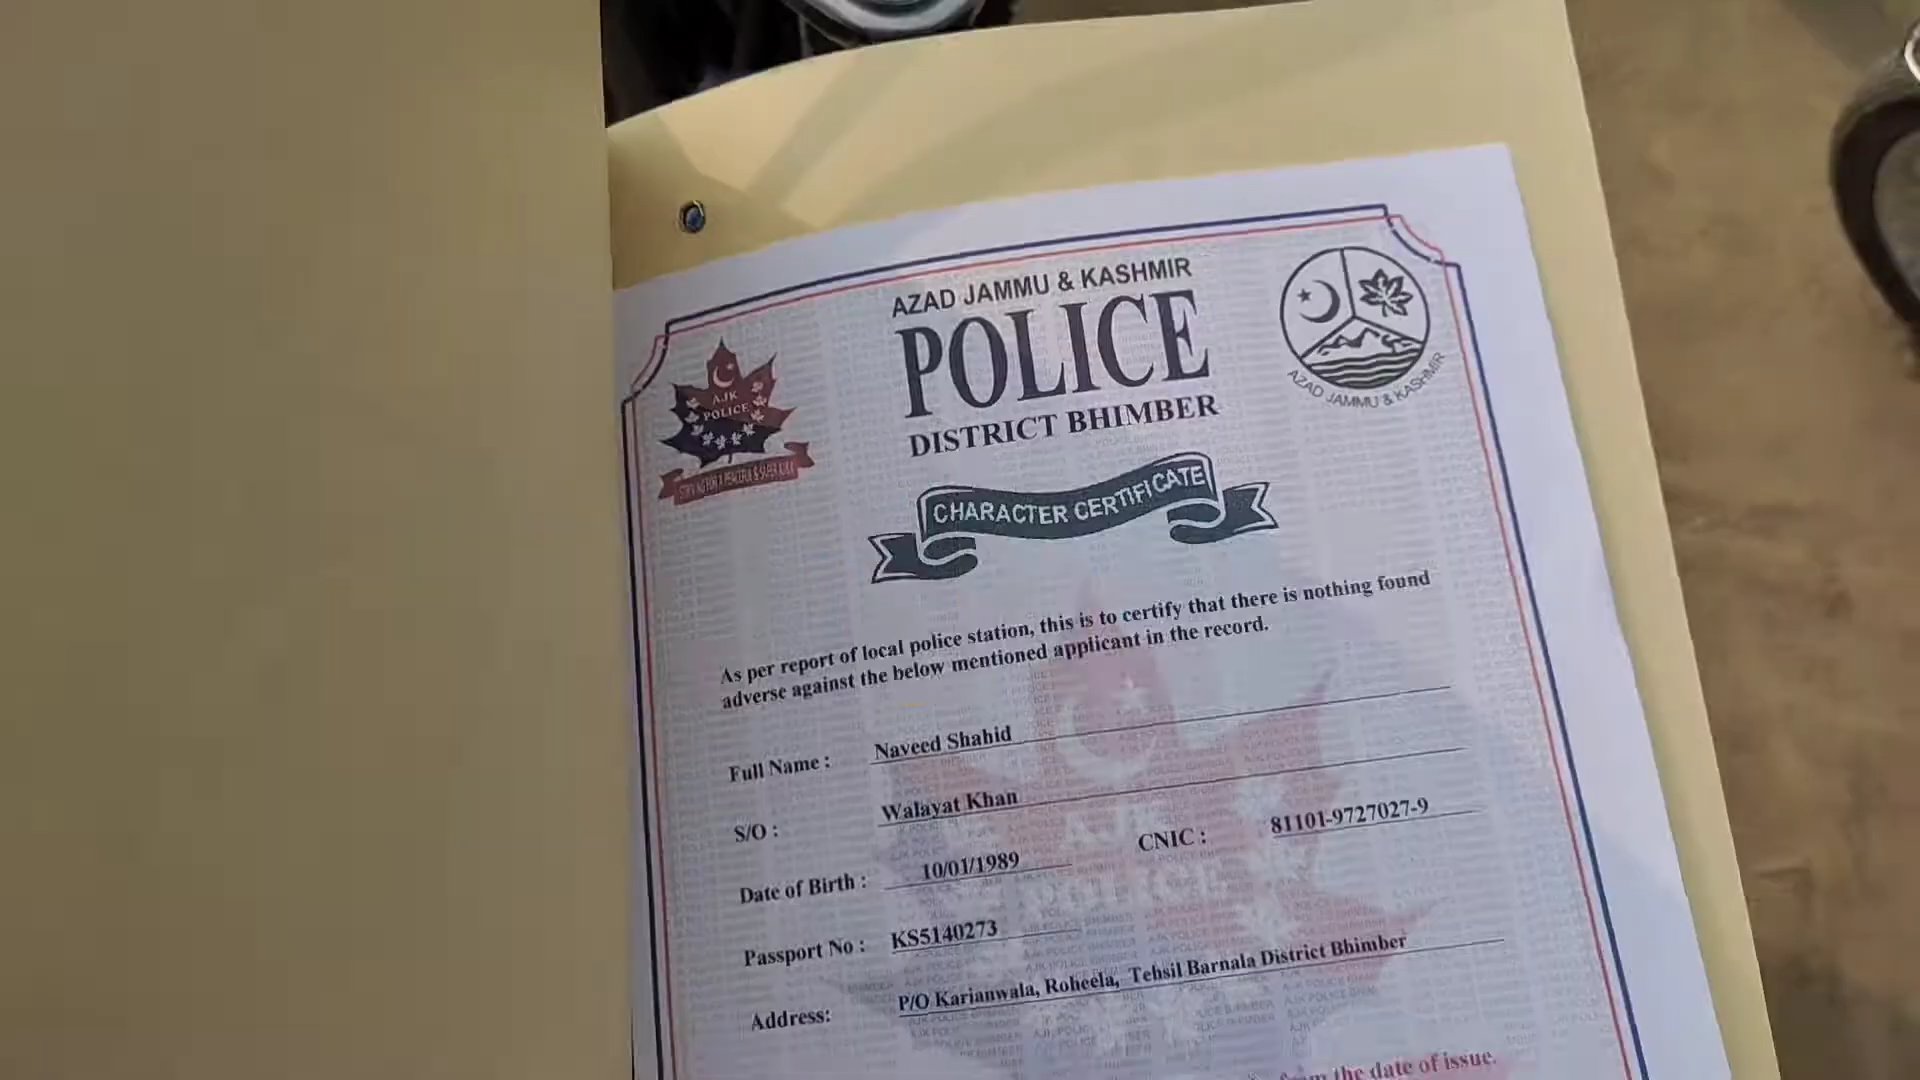 AZAD JAMMU & KASHMIR
POLICE
DISTRICT BHIMBER
AJK
POLICE
AZAD JAMMU & KASHMIR
CHARACTER CERTIFICATE
As per report of local police station, this is to certify that there is nothing found
adverse against the below mentioned applicant in the record.
Full Name : Naveed Shahid
S/O : Walayat Khan
Date of Birth : 10/01/1989 CNIC : 81101-9727027-9
Passport No : KS5140273
Address: P/O Karianwala, Roheela, Tehsil Barnala District Bhimber
the date of issue.